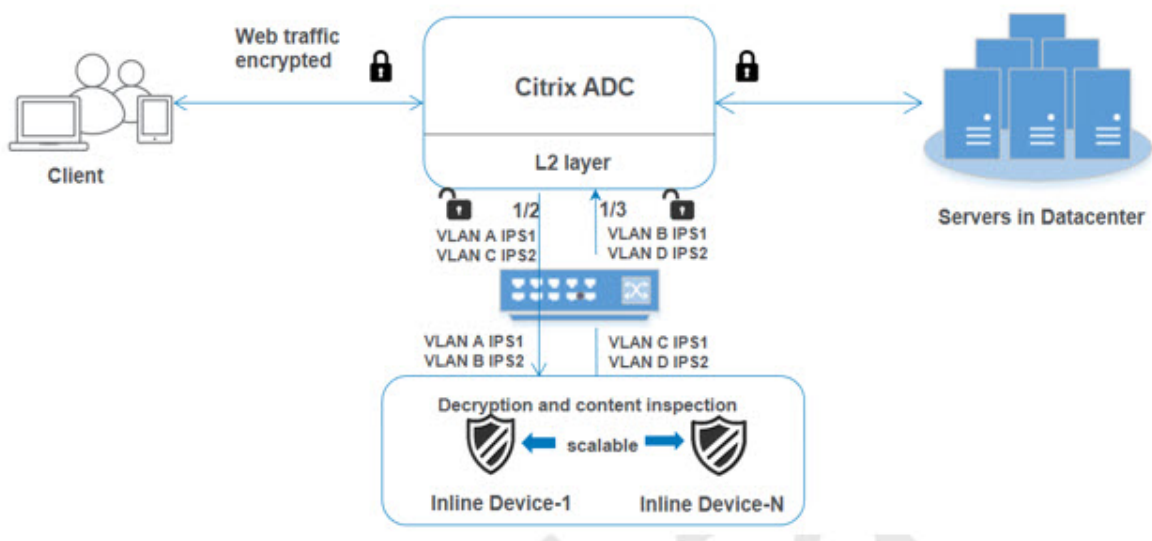 Web traffic
encrypted
Citrix ADC
L2 layer
Client
Servers in Datacenter
1/2
1/3
VLAN A IPS1
VLAN C IPS2
VLAN B IPS1
VLAN D IPS2
VLAN A IPS1
VLAN B IPS2
VLAN C IPS1
VLAN D IPS2
Decryption and content inspection
scalable
Inline Device-1
Inline Device-N